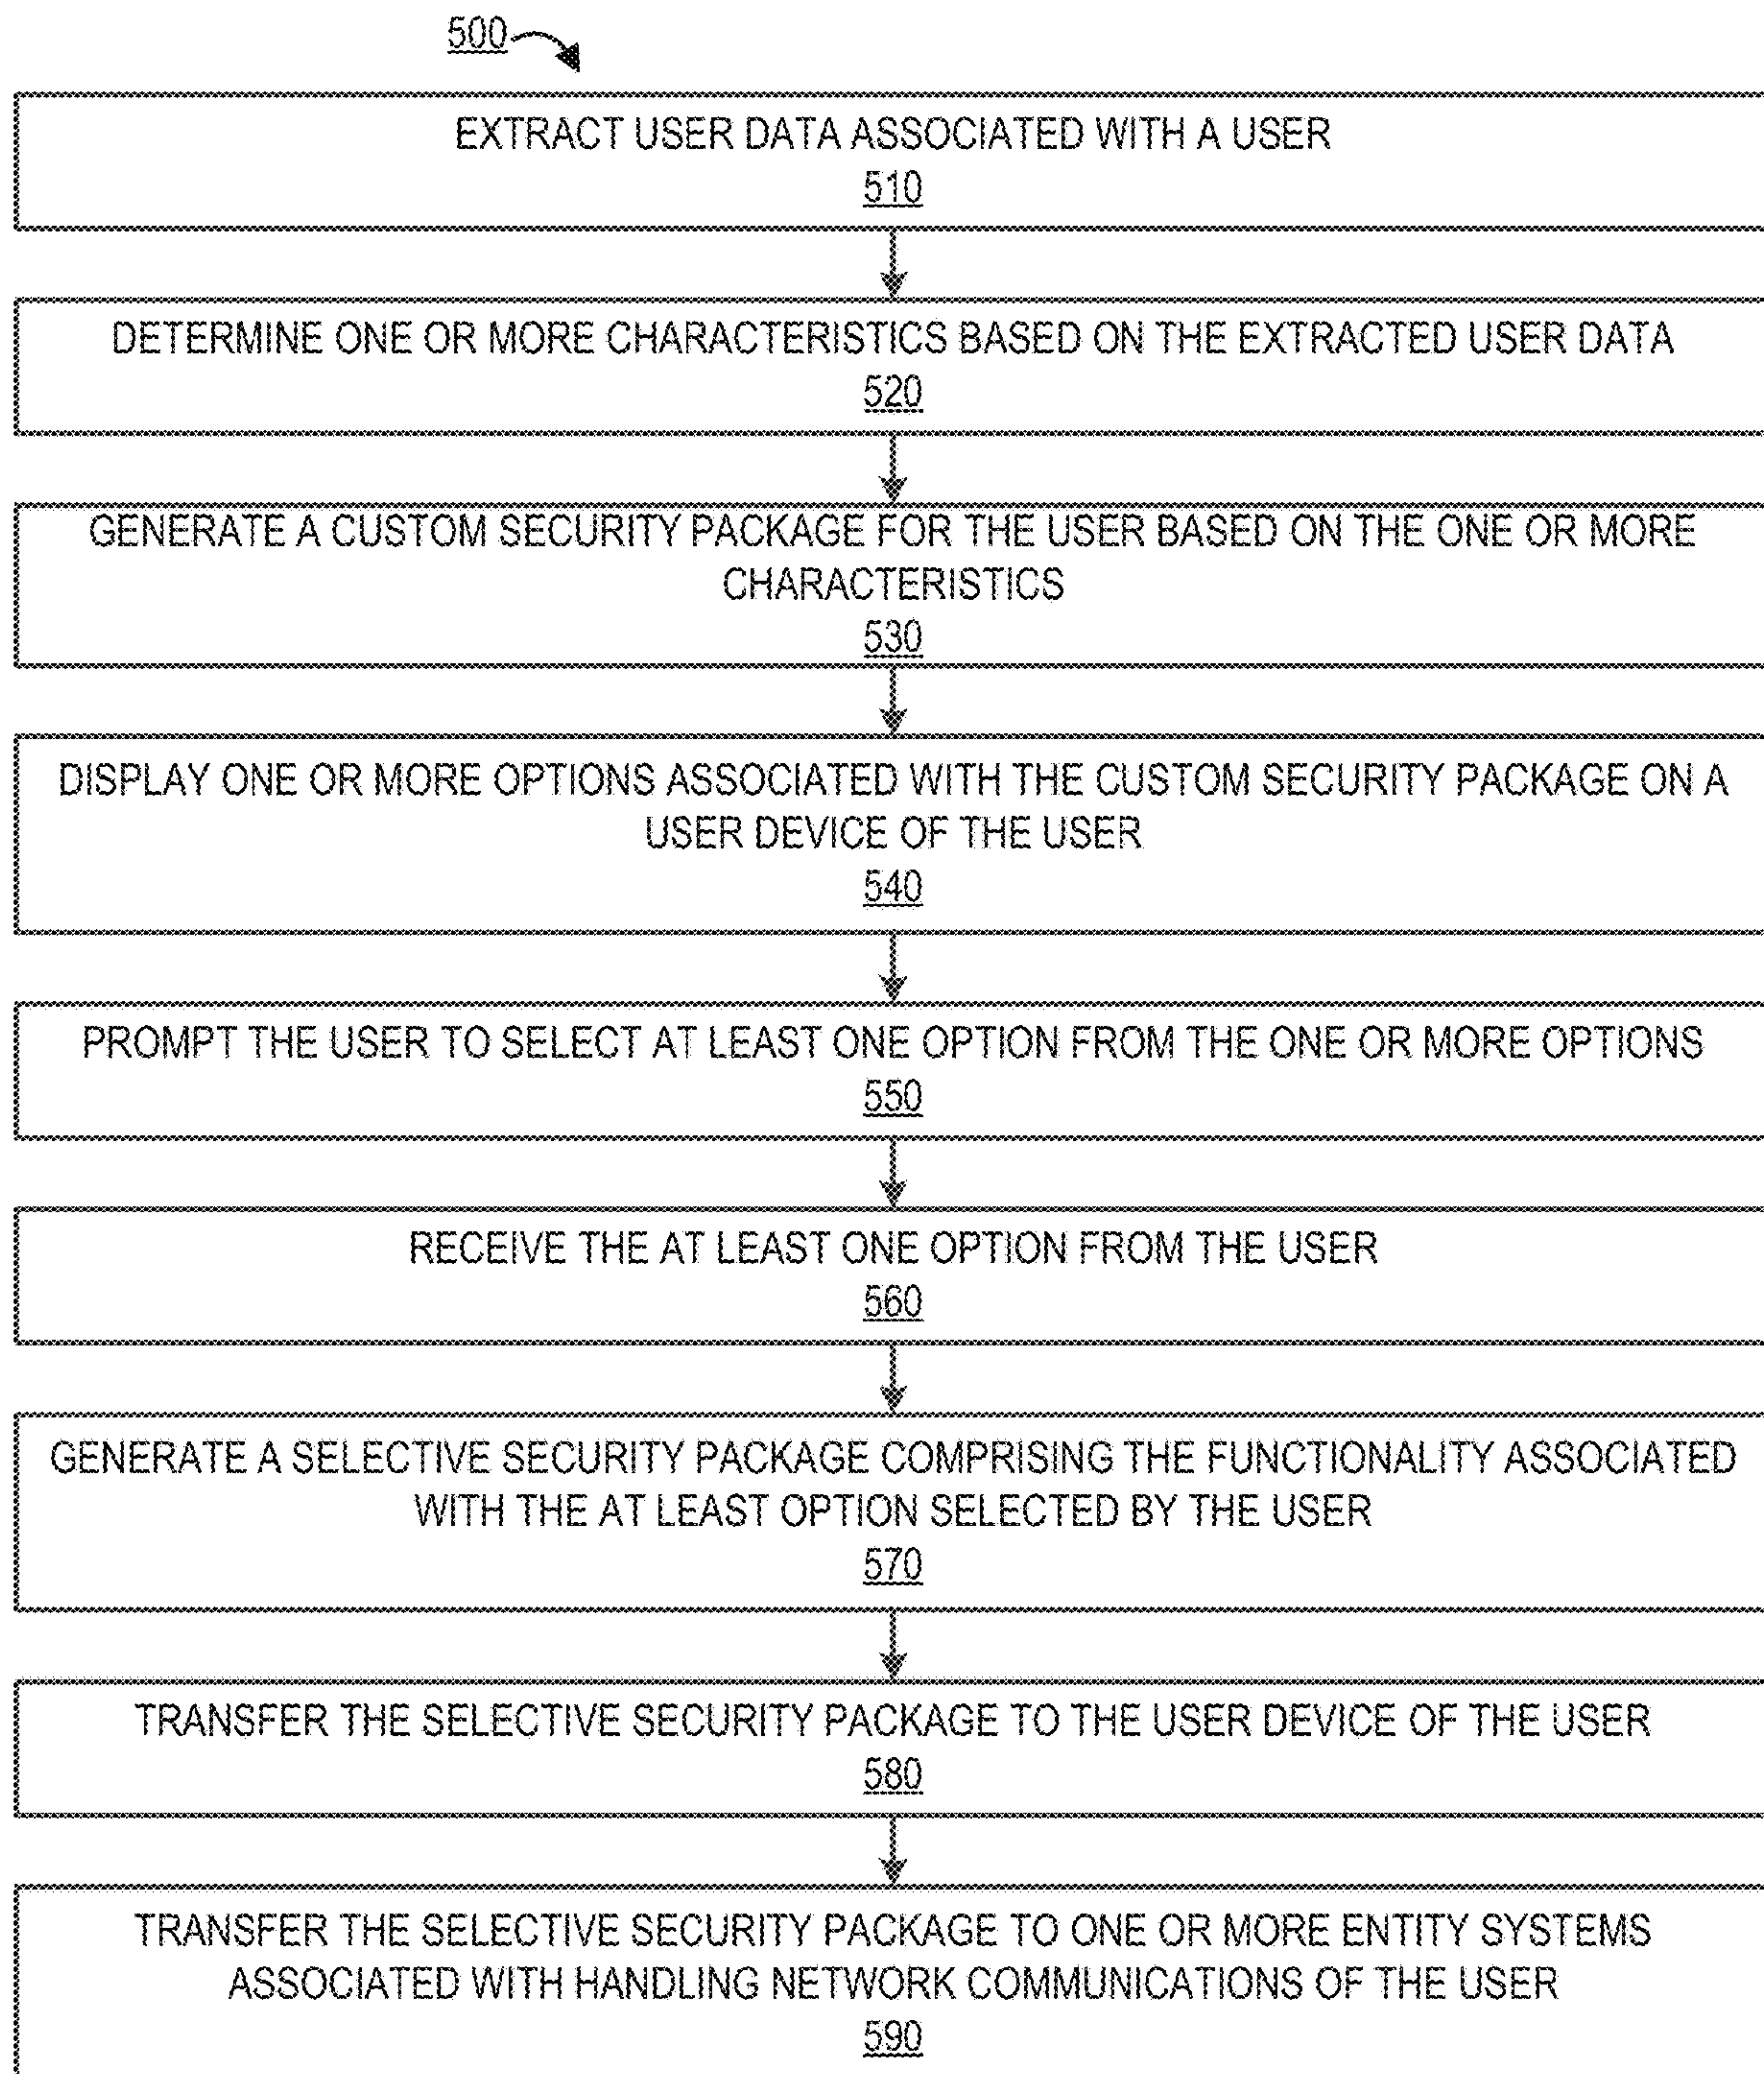 500
EXTRACT USER DATA ASSOCIATED WITH A USER
510
DETERMINE ONE OR MORE CHARACTERISTICS BASED ON THE EXTRACTED USER DATA
520
GENERATE A CUSTOM SECURITY PACKAGE FOR THE USER BASED ON THE ONE OR MORE
CHARACTERISTICS
530
DISPLAY ONE OR MORE OPTIONS ASSOCIATED WITH THE CUSTOM SECURITY PACKAGE ON A
USER DEVICE OF THE USER
540
PROMPT THE USER TO SELECT AT LEAST ONE OPTION FROM THE ONE OR MORE OPTIONS
550
RECEIVE THE AT LEAST ONE OPTION FROM THE USER
560
GENERATE A SELECTIVE SECURITY PACKAGE COMPRISING THE FUNCTIONALITY ASSOCIATED
WITH THE AT LEAST OPTION SELECTED BY THE USER
570
TRANSFER THE SELECTIVE SECURITY PACKAGE TO THE USER DEVICE OF THE USER
580
TRANSFER THE SELECTIVE SECURITY PACKAGE TO ONE OR MORE ENTITY SYSTEMS
ASSOCIATED WITH HANDLING NETWORK COMMUNICATIONS OF THE USER
590